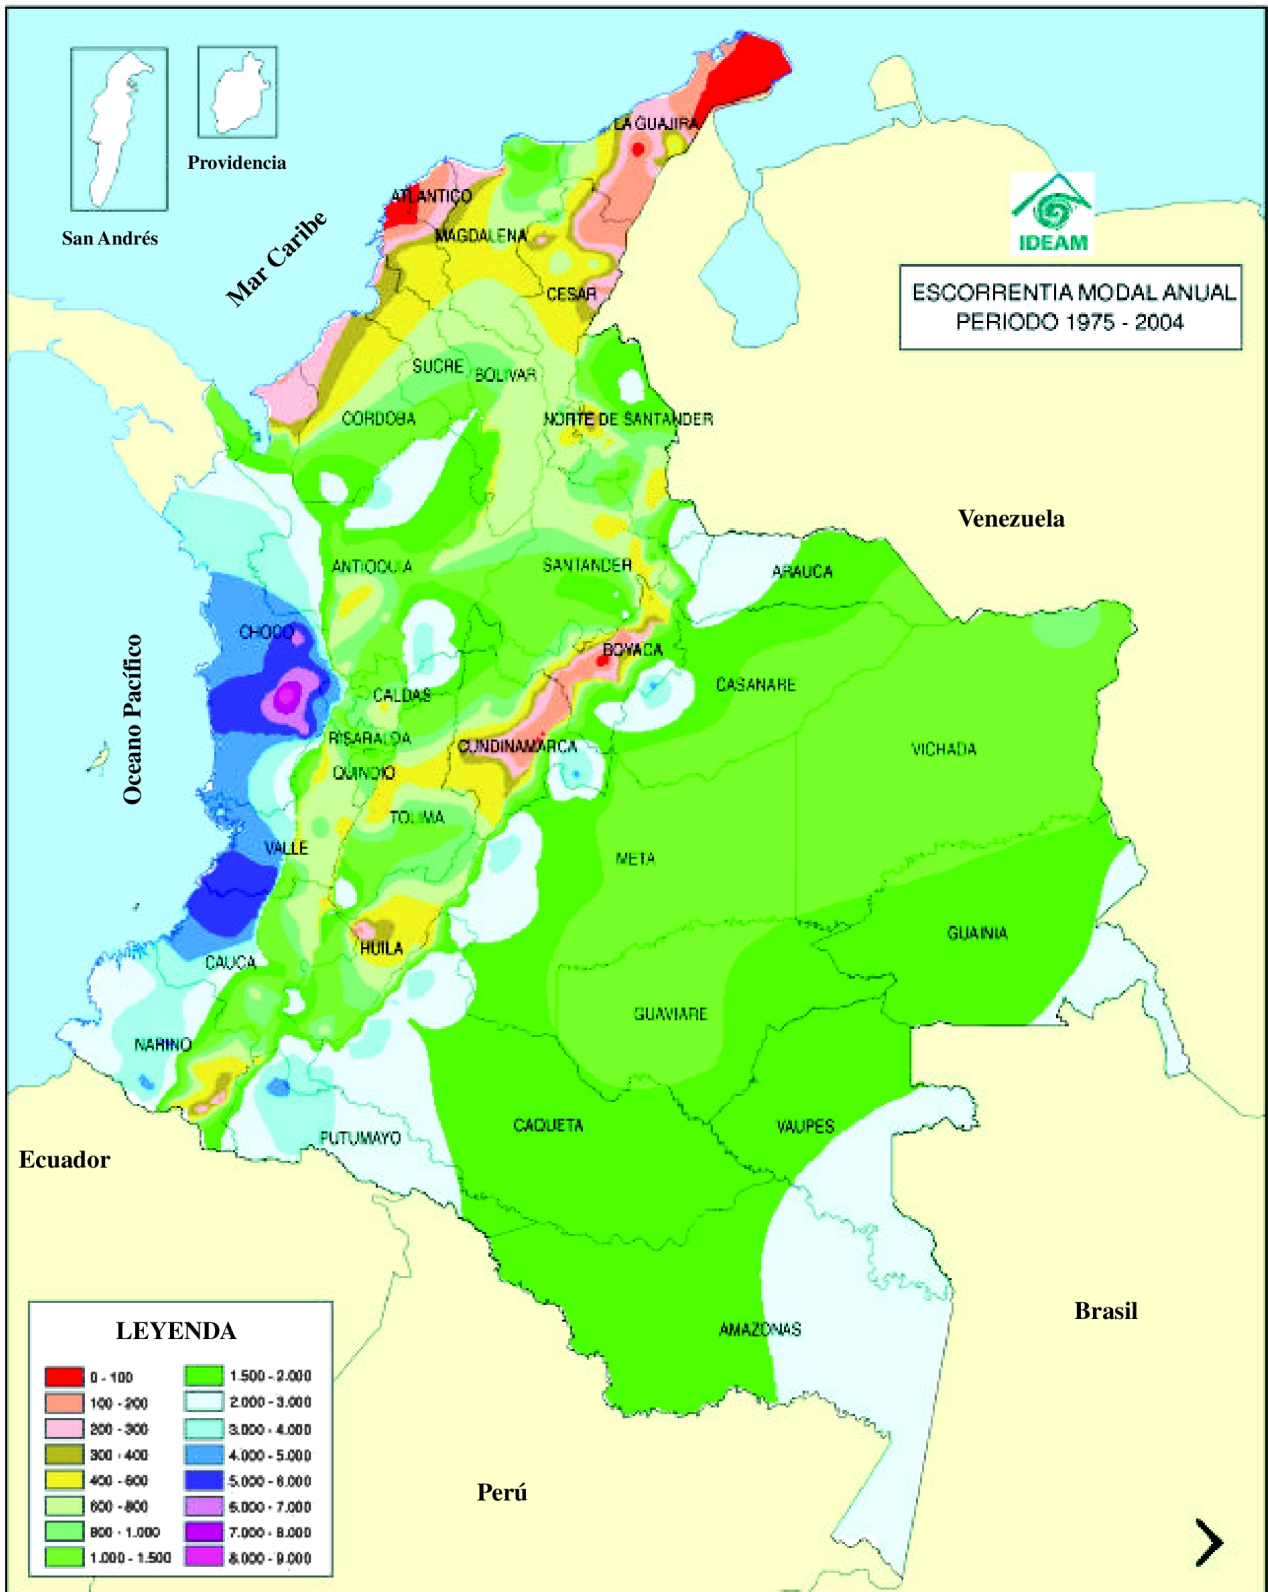 Providencia
San Andrés
Mar Caribe
LA GUAJIRA
ATLANTICO
MAGDALENA
CESAR
IDEAM
ESCORRENTIA MODAL ANUAL
PERIODO 1975 - 2004
SUCRE
BOLIVAR
CORDOBA
NORTE DE SANTANDER
Venezuela
ANTIOQUIA
SANTANDER
ARAUCA
CHOCO
BOYACA
Oceano Pacífico
CALDAS
CASANARE
RISARALDA
CUNDINAMARCA
VICHADA
QUINDIO
TOLIMA
VALLE
META
HUILA
GUAINIA
CAUCA
GUAVIARE
NARINO
CAQUETA
VAUPES
PUTUMAYO
Ecuador
Brasil
AMAZONAS
Perú
LEYENDA
0 - 100
100 - 200
200 - 300
300 - 400
400 - 600
600 - 800
800 - 1.000
1.000 - 1.500
1.500 - 2.000
2.000 - 3.000
3.000 - 4.000
4.000 - 5.000
5.000 - 6.000
6.000 - 7.000
7.000 - 8.000
8.000 - 9.000